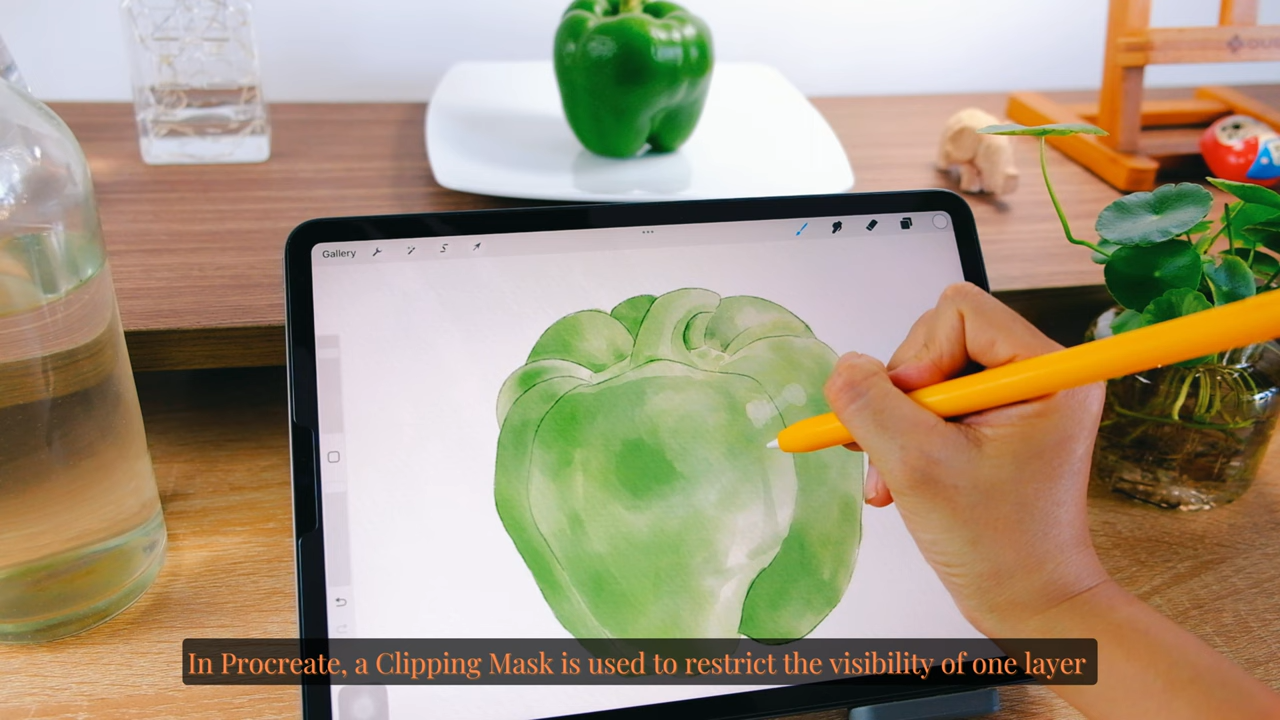 Gallery
In Procreate, a Clipping Mask is used to restrict the visibility of one layer